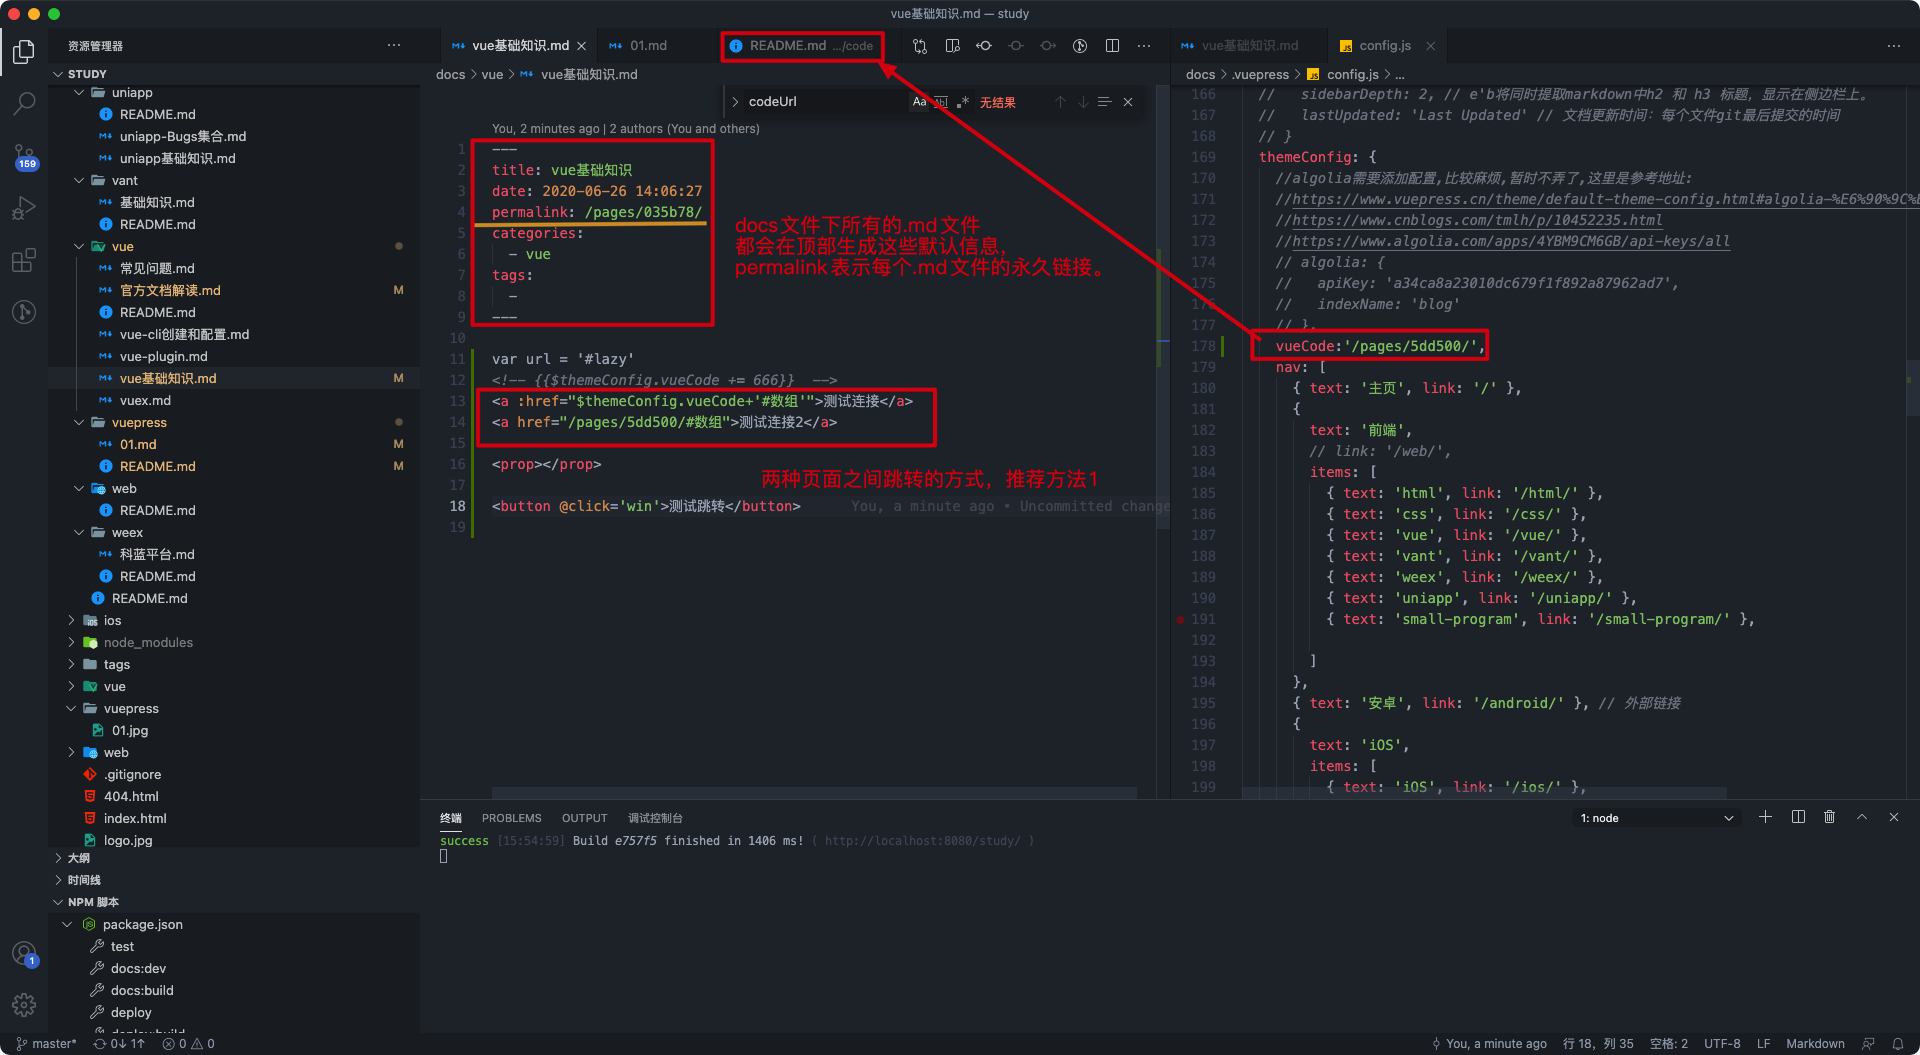 vue基础知识.md — study
资源管理器
STUDY
uniapp
README.md
uniapp-Bugs集合.md
uniapp基础知识.md
vant
基础知识.md
README.md
vue
常见问题.md
官方文档解读.md M
README.md
vue-cli创建和配置.md
vue-plugin.md
vue基础知识.md M
vuex.md
vuepress
01.md M
README.md M
web
README.md
weex
科蓝平台.md
README.md
README.md
ios
node_modules
tags
vue
vuepress
01.jpg
web
.gitignore
404.html
index.html
logo.jpg
大纲
时间线
NPM 脚本
package.json
test
docs:dev
docs:build
deploy
deploy:build
159
1
vue基础知识.md
01.md
README.md .../code
docs > vue > vue基础知识.md
codeUrl
Aa Abl .* 无结果
You, 2 minutes ago | 2 authors (You and others)
1 ---
2 title: vue基础知识
3 date: 2020-06-26 14:06:27
4 permalink: /pages/035b78/
5 categories:
6 - vue
7 tags:
8 -
9 ---
10
11 var url = '#lazy'
12 <!-- {{$themeConfig.vueCode += 666}} -->
13 <a :href="$themeConfig.vueCode+'#数组'">测试连接</a>
14 <a href="/pages/5dd500/#数组">测试连接2</a>
15
16 <prop></prop>
17
18 <button @click='win'>测试跳转</button> You, a minute ago • Uncommitted change
19
docs文件下所有的.md文件
都会在顶部生成这些默认信息,
permalink表示每个.md文件的永久链接。
两种页面之间跳转的方式，推荐方法1
vue基础知识.md
config.js
docs > .vuepress > config.js > ...
166 // sidebarDepth: 2, // e'b将同时提取markdown中h2 和 h3 标题，显示在侧边栏上。
167 // lastUpdated: 'Last Updated' // 文档更新时间：每个文件git最后提交的时间
168 // }
169 themeConfig: {
170 //algolia需要添加配置,比较麻烦,暂时不弄了,这里是参考地址:
171 //https://www.vuepress.cn/theme/default-theme-config.html#algolia-%E6%90%9C%
172 //https://www.cnblogs.com/tmlh/p/10452235.html
173 //https://www.algolia.com/apps/4YBM9CM6GB/api-keys/all
174 // algolia: {
175 // apiKey: 'a34ca8a23010dc679f1f892a87962ad7',
176 // indexName: 'blog'
177 // },
178 vueCode:'/pages/5dd500/',
179 nav: [
180 { text: '主页', link: '/' },
181 {
182 text: '前端',
183 // link: '/web/',
184 items: [
185 { text: 'html', link: '/html/' },
186 { text: 'css', link: '/css/' },
187 { text: 'vue', link: '/vue/' },
188 { text: 'vant', link: '/vant/' },
189 { text: 'weex', link: '/weex/' },
190 { text: 'uniapp', link: '/uniapp/' },
191 { text: 'small-program', link: '/small-program/' },
192
193 ]
194 },
195 { text: '安卓', link: '/android/' }, // 外部链接
196 {
197 text: 'iOS',
198 items: [
199 { text: 'iOS', link: '/ios/' },
终端 PROBLEMS OUTPUT 调试控制台
1: node
success [15:54:59] Build e757f5 finished in 1406 ms! ( http://localhost:8080/study/ )
master* 0↓ 1↑ 0 0
You, a minute ago 行 18，列 35 空格: 2 UTF-8 LF Markdown